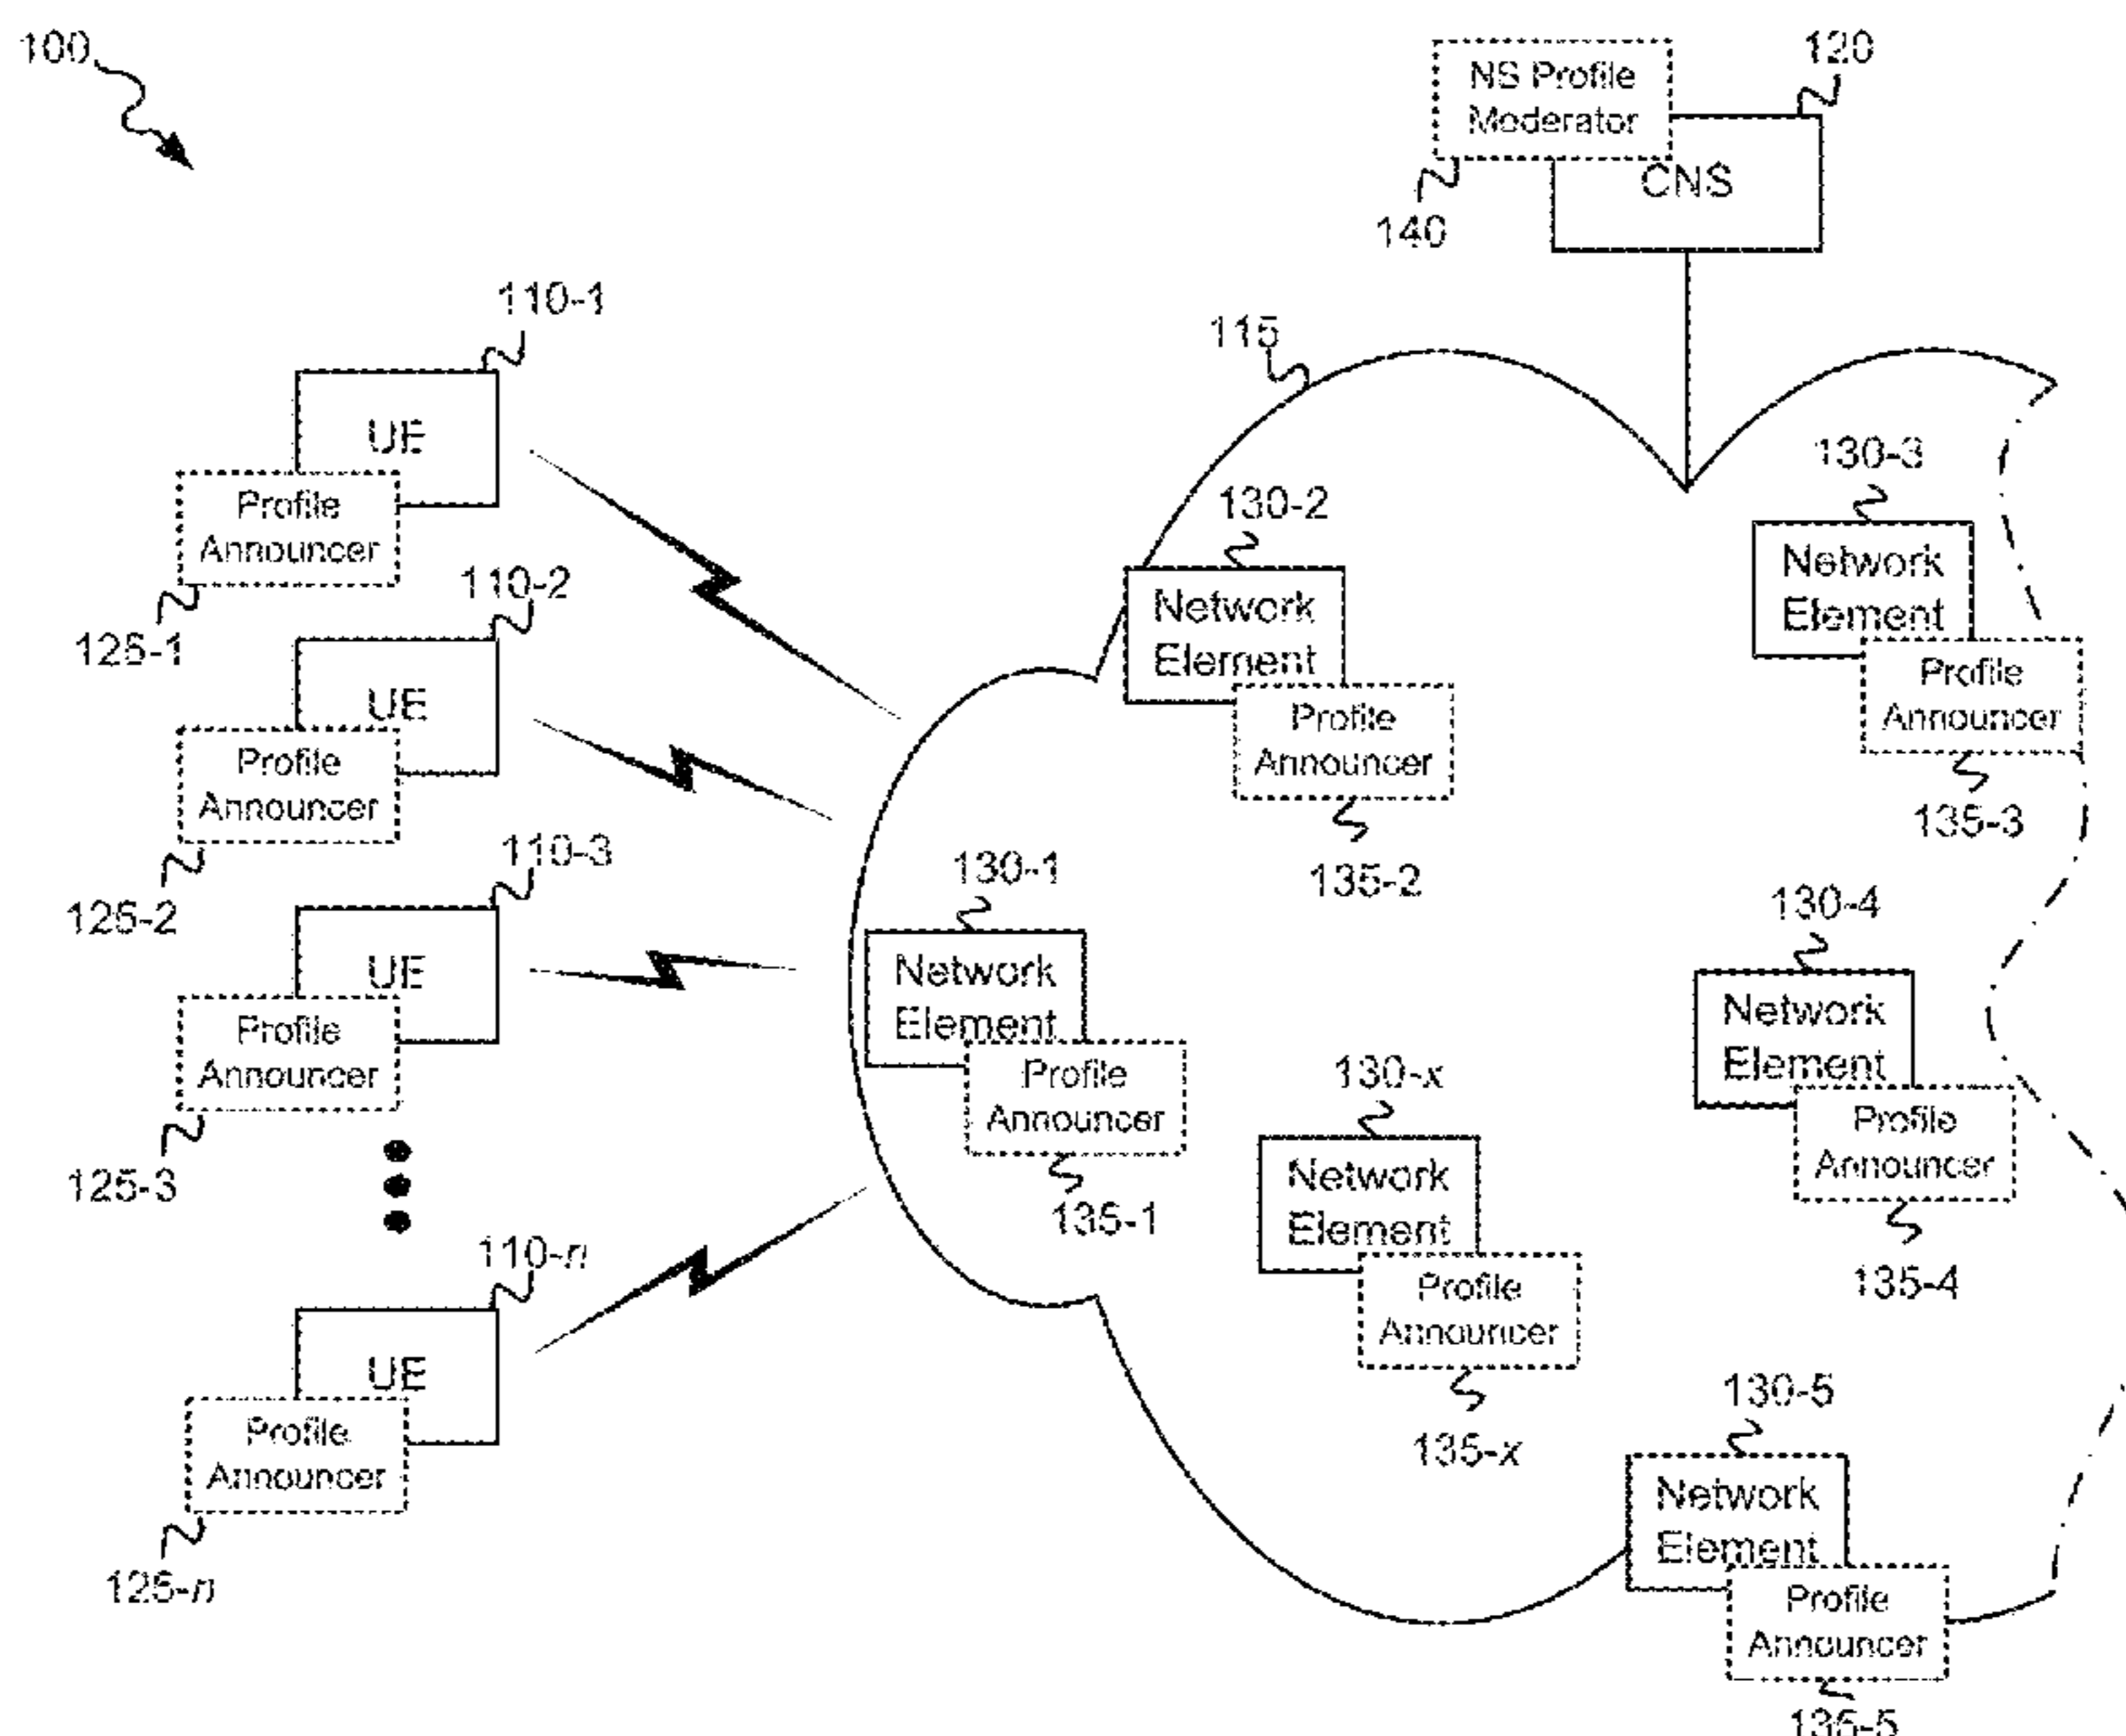 100
NS Profile
Moderator
120
CNS
140
110-1
UE
Profile
Announcer
125-1
110-2
UE
Profile
Announcer
125-2
110-3
UE
Profile
Announcer
125-3
110-n
UE
Profile
Announcer
125-n
115
130-2
Network
Element
Profile
Announcer
135-2
130-3
Network
Element
Profile
Announcer
135-3
130-1
Network
Element
Profile
Announcer
135-1
130-4
Network
Element
Profile
Announcer
135-4
130-x
Network
Element
Profile
Announcer
135-x
130-5
Network
Element
Profile
Announcer
135-5